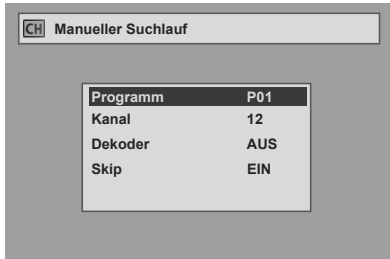 CH Manueller Suchlauf
Programm P01
Kanal 12
Dekoder AUS
Skip EIN